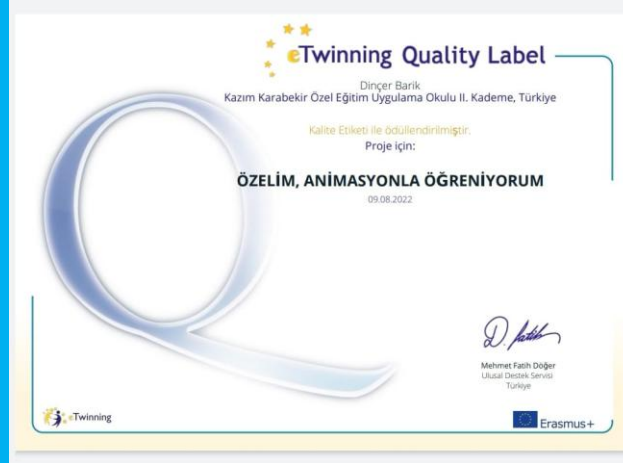 eTwinning Quality Label
Dinçer Barik
Kazım Karabekir Özel Eğitim Uygulama Okulu II. Kademe, Türkiye
Kalite Etiketi ile ödüllendirilmiştir.
Proje için:
ÖZELİM, ANİMASYONLA ÖĞRENİYORUM
09.08.2022
D. fatih
Mehmet Fatih Döğer
Ulusal Destek Servisi
Türkiye
eTwinning
Erasmus+